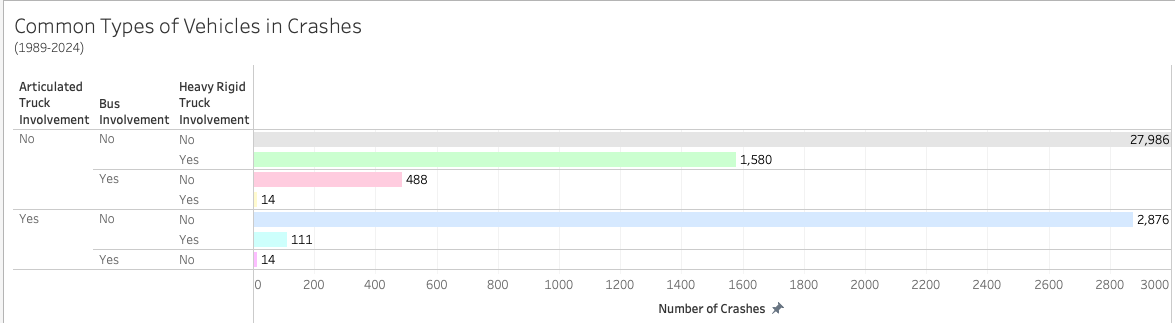 Common Types of Vehicles in Crashes
(1989-2024)
Articulated Truck Involvement Bus Involvement Heavy Rigid Truck Involvement
No No No 27,986
Yes 1,580
Yes No 488
Yes 14
Yes No No 2,876
Yes 111
Yes No 14
0 200 400 600 800 1000 1200 1400 1600 1800 2000 2200 2400 2600 2800 3000
Number of Crashes